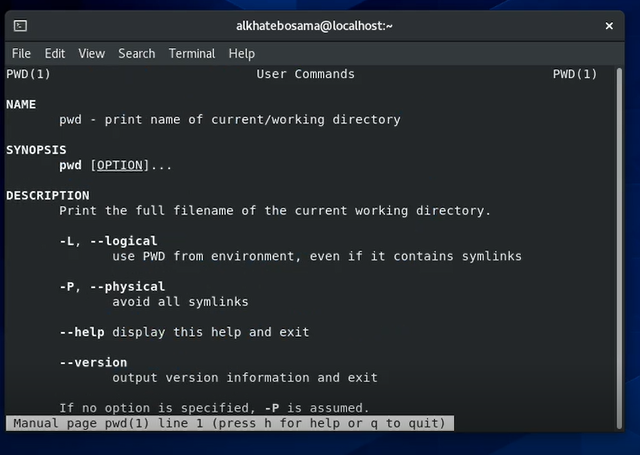 alkhatebosama@localhost:~
File Edit View Search Terminal Help
PWD(1) User Commands PWD(1)
NAME
pwd - print name of current/working directory
SYNOPSIS
pwd [OPTION]...
DESCRIPTION
Print the full filename of the current working directory.
-L, --logical
use PWD from environment, even if it contains symlinks
-P, --physical
avoid all symlinks
--help display this help and exit
--version
output version information and exit
If no option is specified, -P is assumed.
Manual page pwd(1) line 1 (press h for help or q to quit)